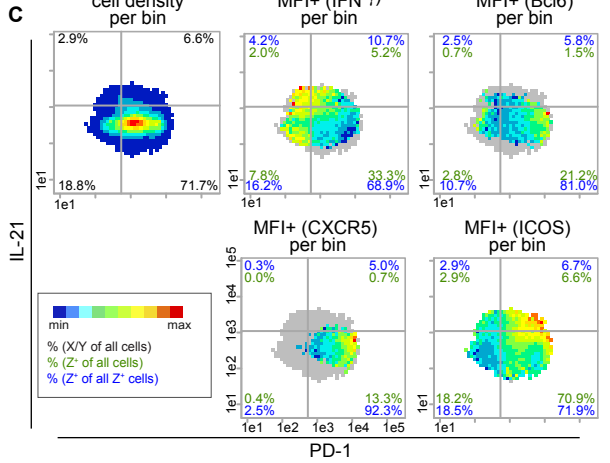 C
cell density
per bin
MFI+ (IFN γ)
per bin
MFI+ (Bcl6)
per bin
2.9% 6.6%
18.8% 71.7%
1e1
1e1
4.2% 10.7%
2.0% 5.2%
7.8% 33.3%
16.2% 68.9%
1e1
2.5% 5.8%
0.7% 1.5%
2.8% 21.2%
10.7% 81.0%
1e1
IL-21
MFI+ (CXCR5)
per bin
MFI+ (ICOS)
per bin
1e5
1e4
1e3
1e2
1e1
0.3% 5.0%
0.0% 0.7%
0.4% 13.3%
2.5% 92.3%
1e1 1e2 1e3 1e4 1e5
2.9% 6.7%
2.9% 6.6%
18.2% 70.9%
18.5% 71.9%
1e1
1e1
min max
% (X/Y of all cells)
% (Z+ of all cells)
% (Z+ of all Z+ cells)
PD-1